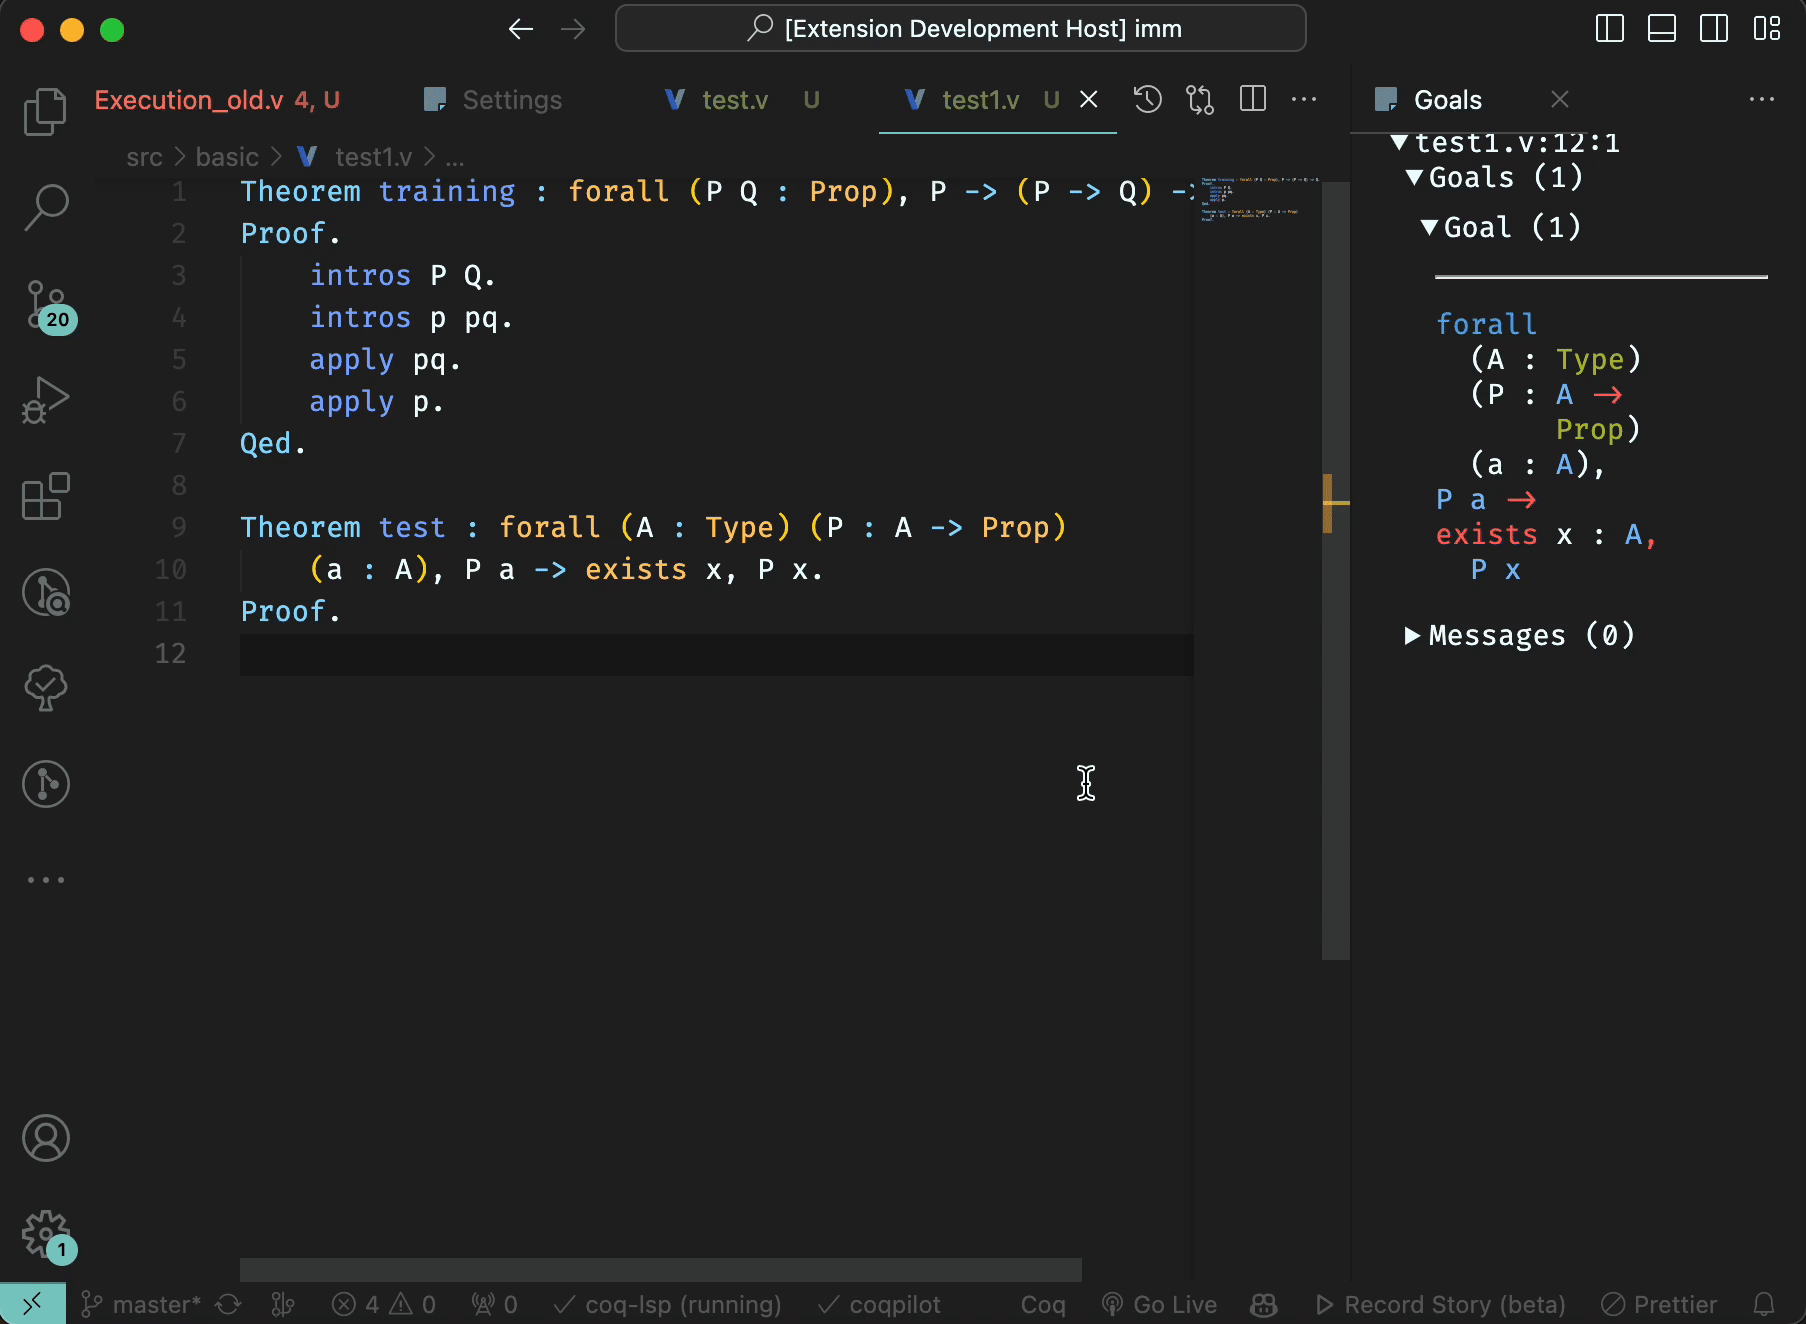 [Extension Development Host] imm
Execution_old.v 4, U
Settings
test.v U
test1.v U
Goals
src > basic > test1.v > ...
1 Theorem training : forall (P Q : Prop), P -> (P -> Q) ->
2 Proof.
3 intros P Q.
4 intros p pq.
5 apply pq.
6 apply p.
7 Qed.
8
9 Theorem test : forall (A : Type) (P : A -> Prop)
10 (a : A), P a -> exists x, P x.
11 Proof.
12
▼test1.v:12:1
▼Goals (1)
▼Goal (1)
forall
(A : Type)
(P : A →
Prop)
(a : A),
P a →
exists x : A,
P x
▶Messages (0)
20
1
master* 4 0 0 coq-lsp (running) coqpilot Coq Go Live Record Story (beta) Prettier